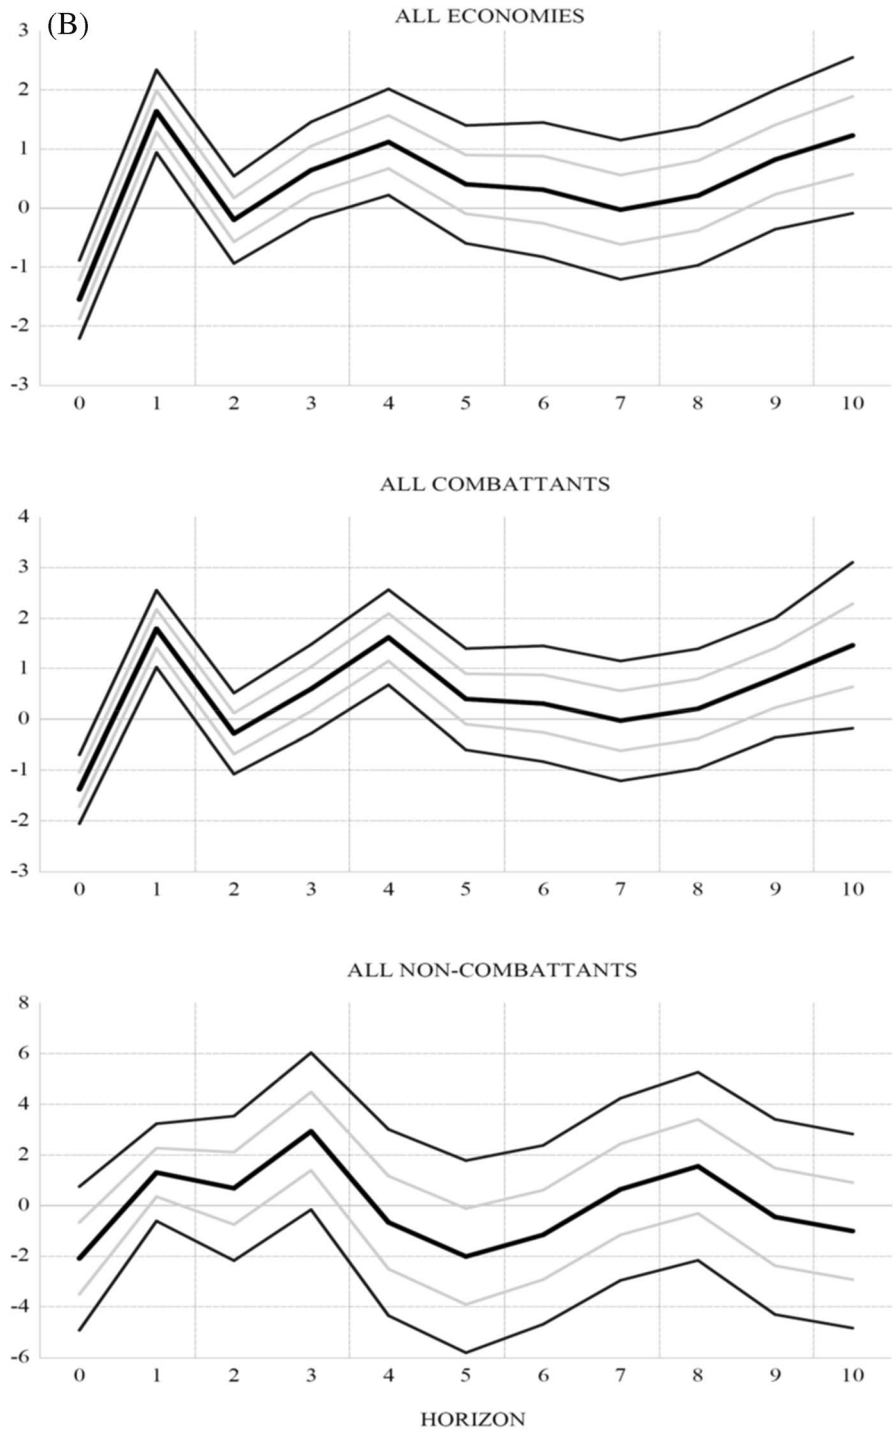 (B)
ALL ECONOMIES
3
2
1
0
-1
-2
-3
0 1 2 3 4 5 6 7 8 9 10
ALL COMBATTANTS
4
3
2
1
0
-1
-2
-3
0 1 2 3 4 5 6 7 8 9 10
ALL NON-COMBATTANTS
8
6
4
2
0
-2
-4
-6
0 1 2 3 4 5 6 7 8 9 10
HORIZON